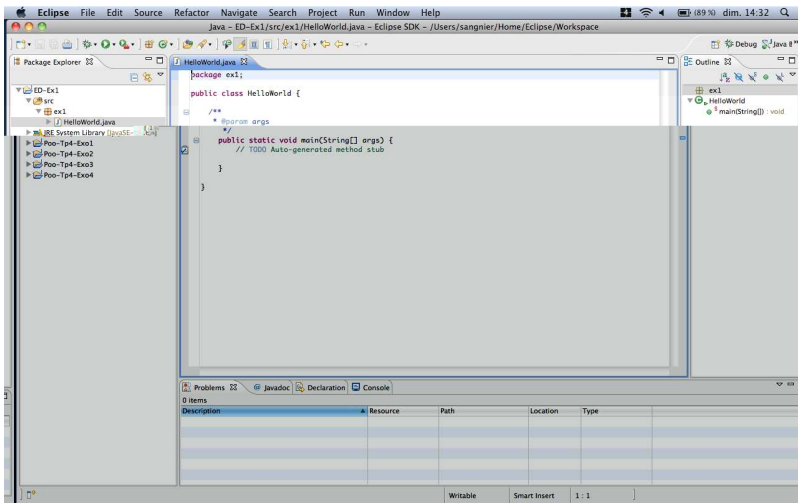 Eclipse File Edit Source Refactor Navigate Search Project Run Window Help (89 %) dim. 14:32
Java – ED-Ex1/src/ex1/HelloWorld.java – Eclipse SDK – /Users/sangnier/Home/Eclipse/Workspace
Debug Java
Package Explorer
ED-Ex1
src
ex1
HelloWorld.java
JRE System Library [JavaSE-
Poo-Tp4-Exo1
Poo-Tp4-Exo2
Poo-Tp4-Exo3
Poo-Tp4-Exo4
HelloWorld.java
package ex1;
public class HelloWorld {
/**
* @param args
*/
public static void main(String[] args) {
// TODO Auto-generated method stub
}
}
Outline
ex1
HelloWorld
main(String[]) : void
Problems @ Javadoc Declaration Console
0 items
Description Resource Path Location Type
Writable Smart Insert 1 : 1